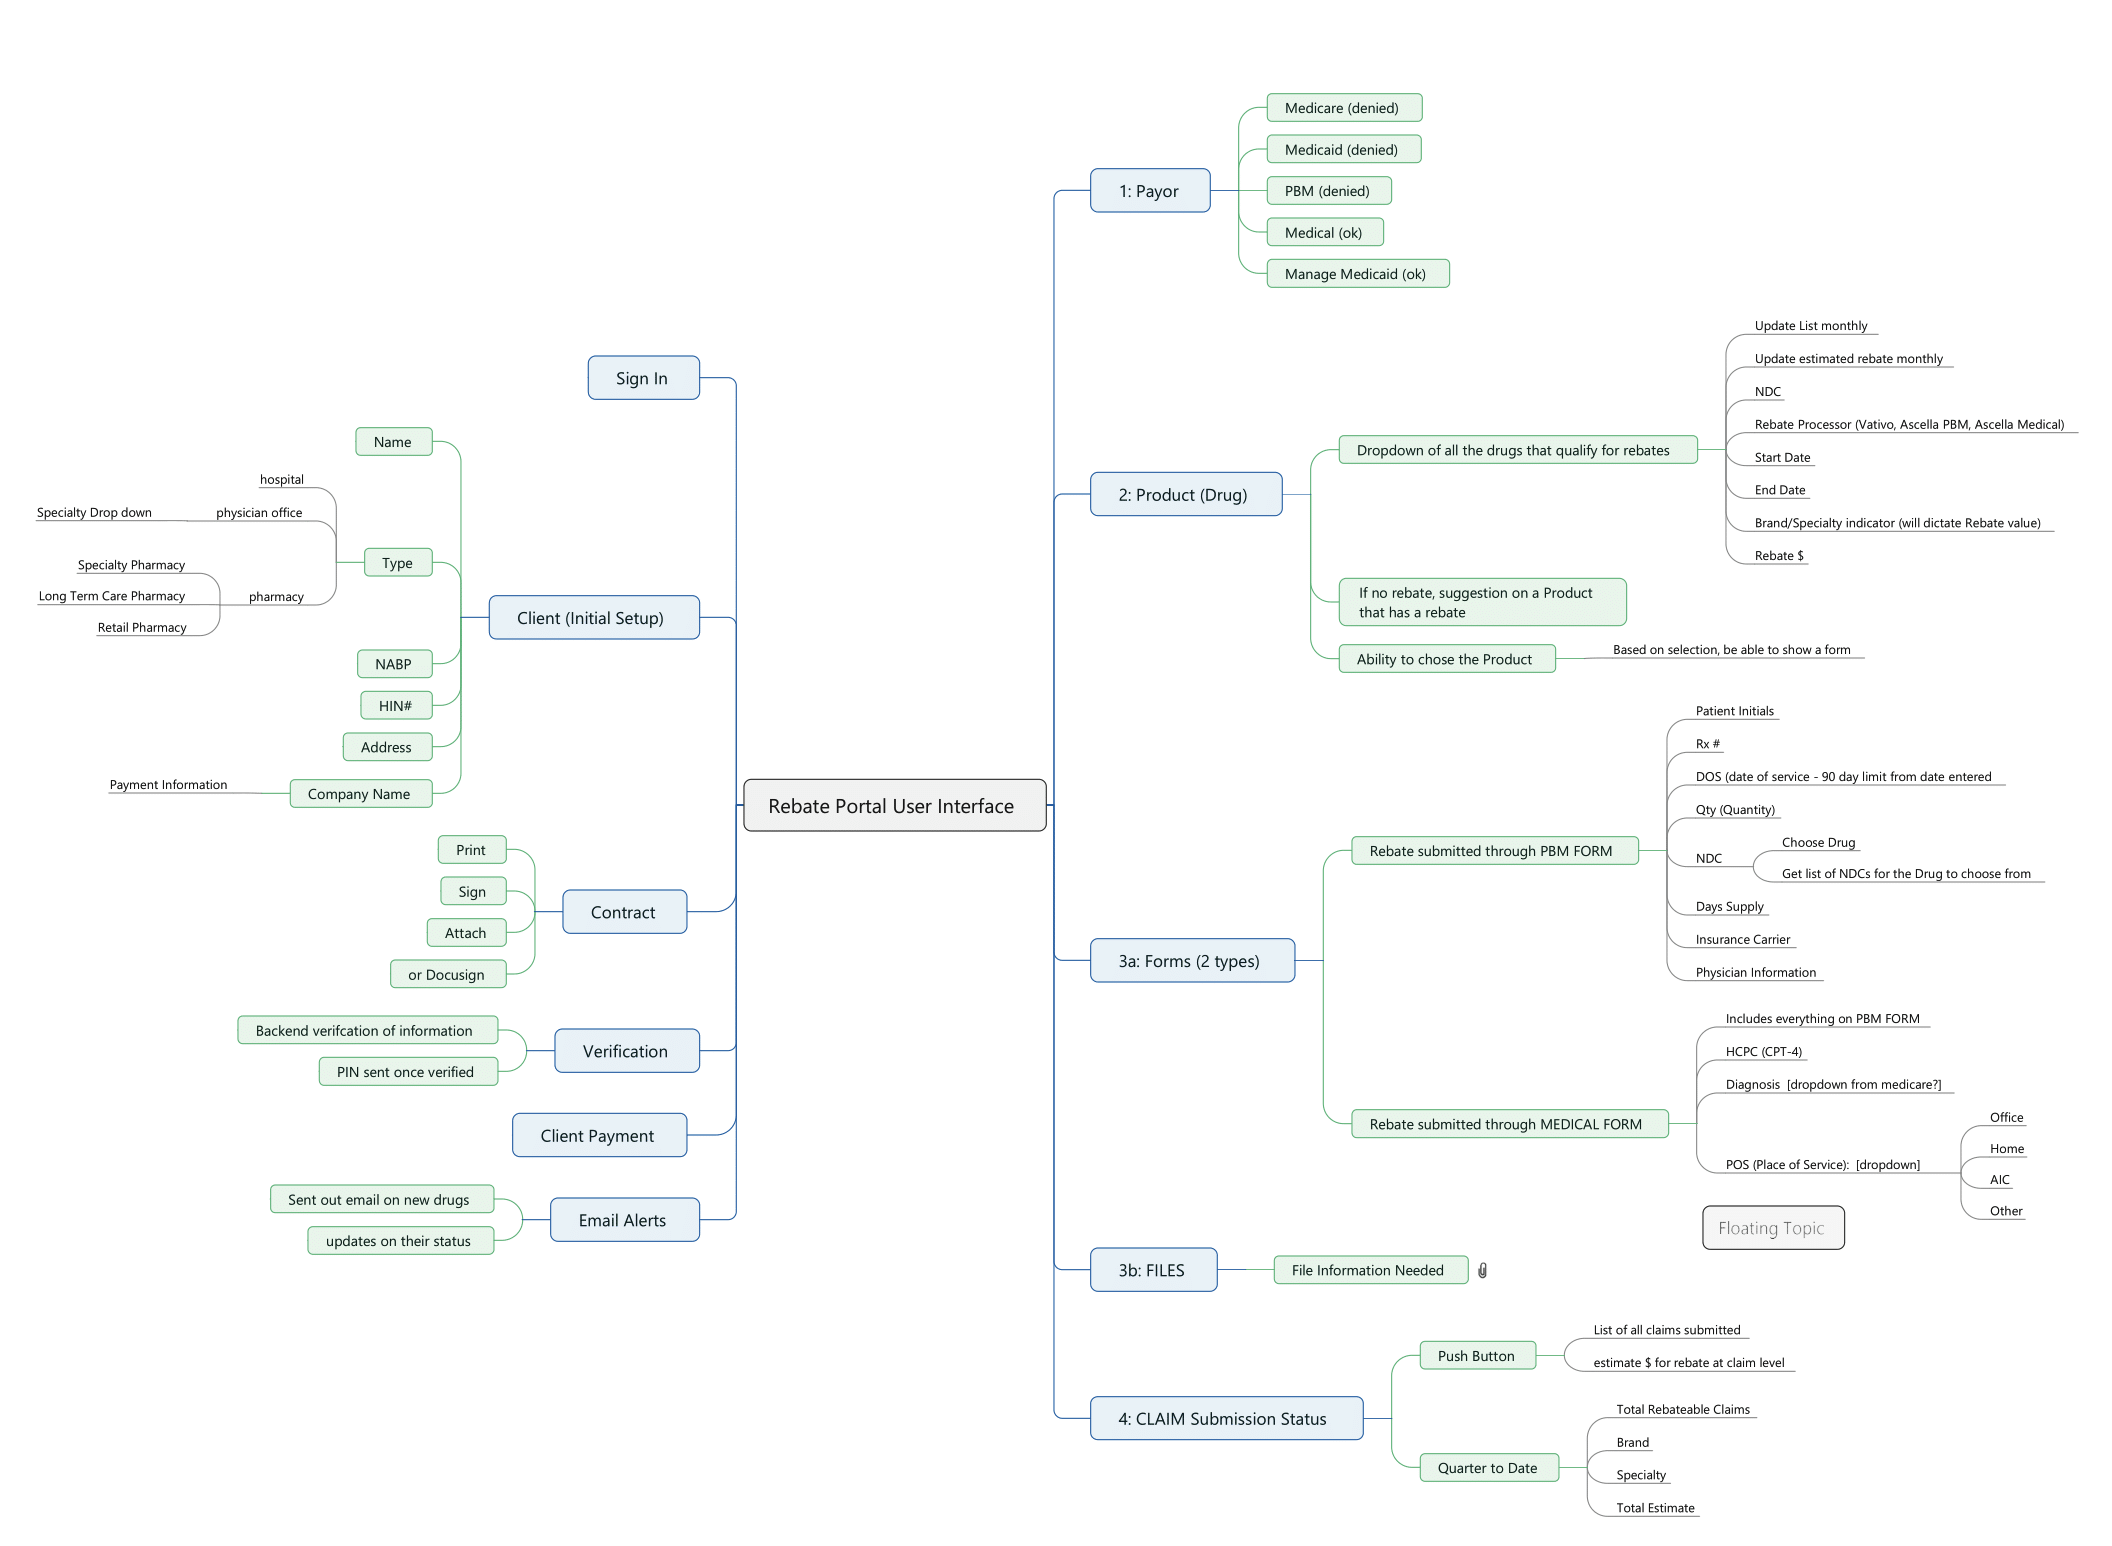 Rebate Portal User Interface
1: Payor
Medicare (denied)
Medicaid (denied)
PBM (denied)
Medical (ok)
Manage Medicaid (ok)
2: Product (Drug)
Dropdown of all the drugs that qualify for rebates
Update List monthly
Update estimated rebate monthly
NDC
Rebate Processor (Vativo, Ascella PBM, Ascella Medical)
Start Date
End Date
Brand/Specialty indicator (will dictate Rebate value)
Rebate $
If no rebate, suggestion on a Product
that has a rebate
Ability to chose the Product
Based on selection, be able to show a form
3a: Forms (2 types)
Rebate submitted through PBM FORM
Patient Initials
Rx #
DOS (date of service - 90 day limit from date entered
Qty (Quantity)
NDC
Choose Drug
Get list of NDCs for the Drug to choose from
Days Supply
Insurance Carrier
Physician Information
Rebate submitted through MEDICAL FORM
Includes everything on PBM FORM
HCPC (CPT-4)
Diagnosis [dropdown from medicare?]
POS (Place of Service): [dropdown]
Office
Home
AIC
Other
Floating Topic
3b: FILES
File Information Needed
4: CLAIM Submission Status
Push Button
List of all claims submitted
estimate $ for rebate at claim level
Quarter to Date
Total Rebateable Claims
Brand
Specialty
Total Estimate
Sign In
Client (Initial Setup)
Name
Type
hospital
physician office
Specialty Drop down
pharmacy
Specialty Pharmacy
Long Term Care Pharmacy
Retail Pharmacy
NABP
HIN#
Address
Company Name
Payment Information
Contract
Print
Sign
Attach
or Docusign
Verification
Backend verifcation of information
PIN sent once verified
Client Payment
Email Alerts
Sent out email on new drugs
updates on their status